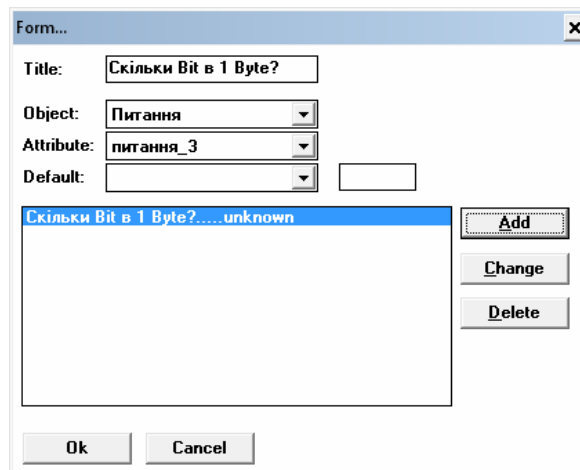 Form...
Title: Скільки Bit в 1 Byte?
Object: Питання
Attribute: питання_3
Default:
Скільки Bit в 1 Byte?.....unknown
Add
Change
Delete
Ok Cancel